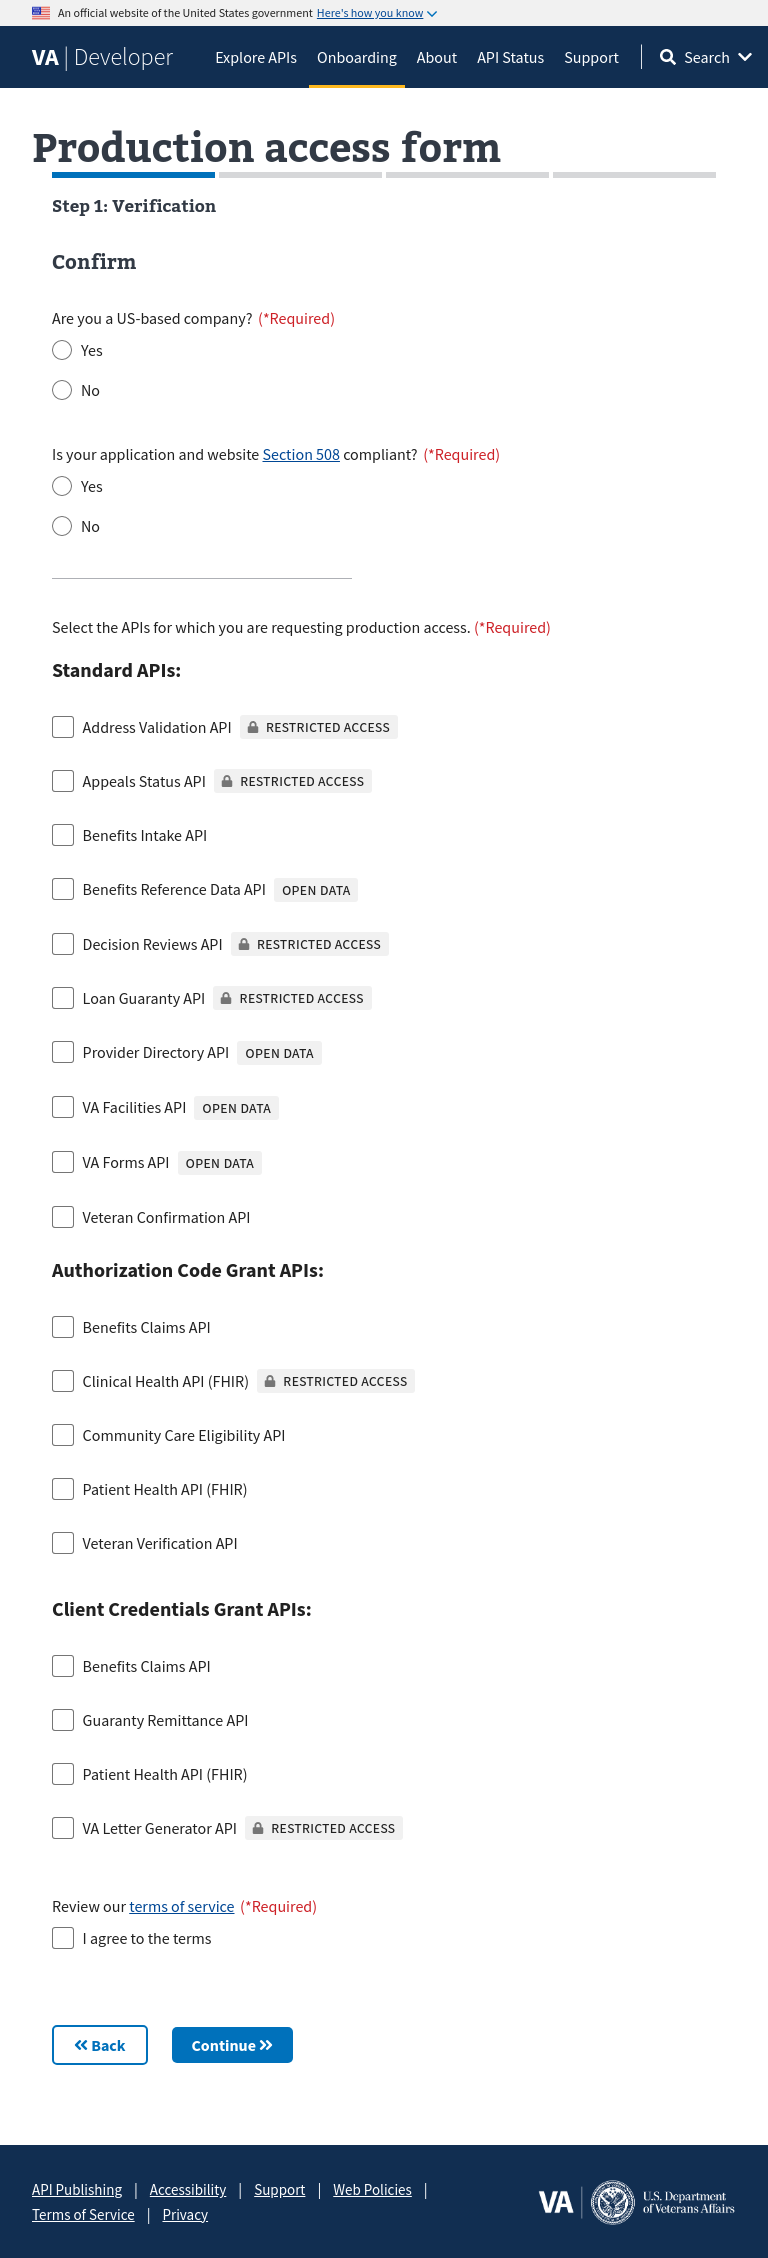 An official website of the United States government Here's how you know
VA | Developer Explore APIs Onboarding About API Status Support Search
Production access form
Step 1: Verification
Confirm
Are you a US-based company? (*Required)
Yes
No
Is your application and website Section 508 compliant? (*Required)
Yes
No
Select the APIs for which you are requesting production access. (*Required)
Standard APIs:
Address Validation API RESTRICTED ACCESS
Appeals Status API RESTRICTED ACCESS
Benefits Intake API
Benefits Reference Data API OPEN DATA
Decision Reviews API RESTRICTED ACCESS
Loan Guaranty API RESTRICTED ACCESS
Provider Directory API OPEN DATA
VA Facilities API OPEN DATA
VA Forms API OPEN DATA
Veteran Confirmation API
Authorization Code Grant APIs:
Benefits Claims API
Clinical Health API (FHIR) RESTRICTED ACCESS
Community Care Eligibility API
Patient Health API (FHIR)
Veteran Verification API
Client Credentials Grant APIs:
Benefits Claims API
Guaranty Remittance API
Patient Health API (FHIR)
VA Letter Generator API RESTRICTED ACCESS
Review our terms of service (*Required)
I agree to the terms
Back Continue
API Publishing | Accessibility | Support | Web Policies |
Terms of Service | Privacy
VA | U.S. Department
of Veterans Affairs